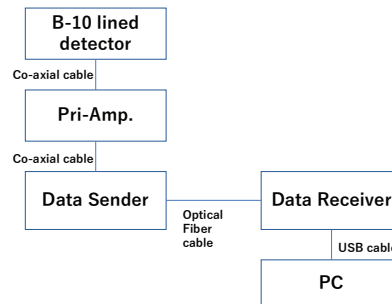 B-10 lined
detector
Co-axial cable
Pri-Amp.
Co-axial cable
Data Sender
Data Receiver
Optical
Fiber
cable
USB cable
PC